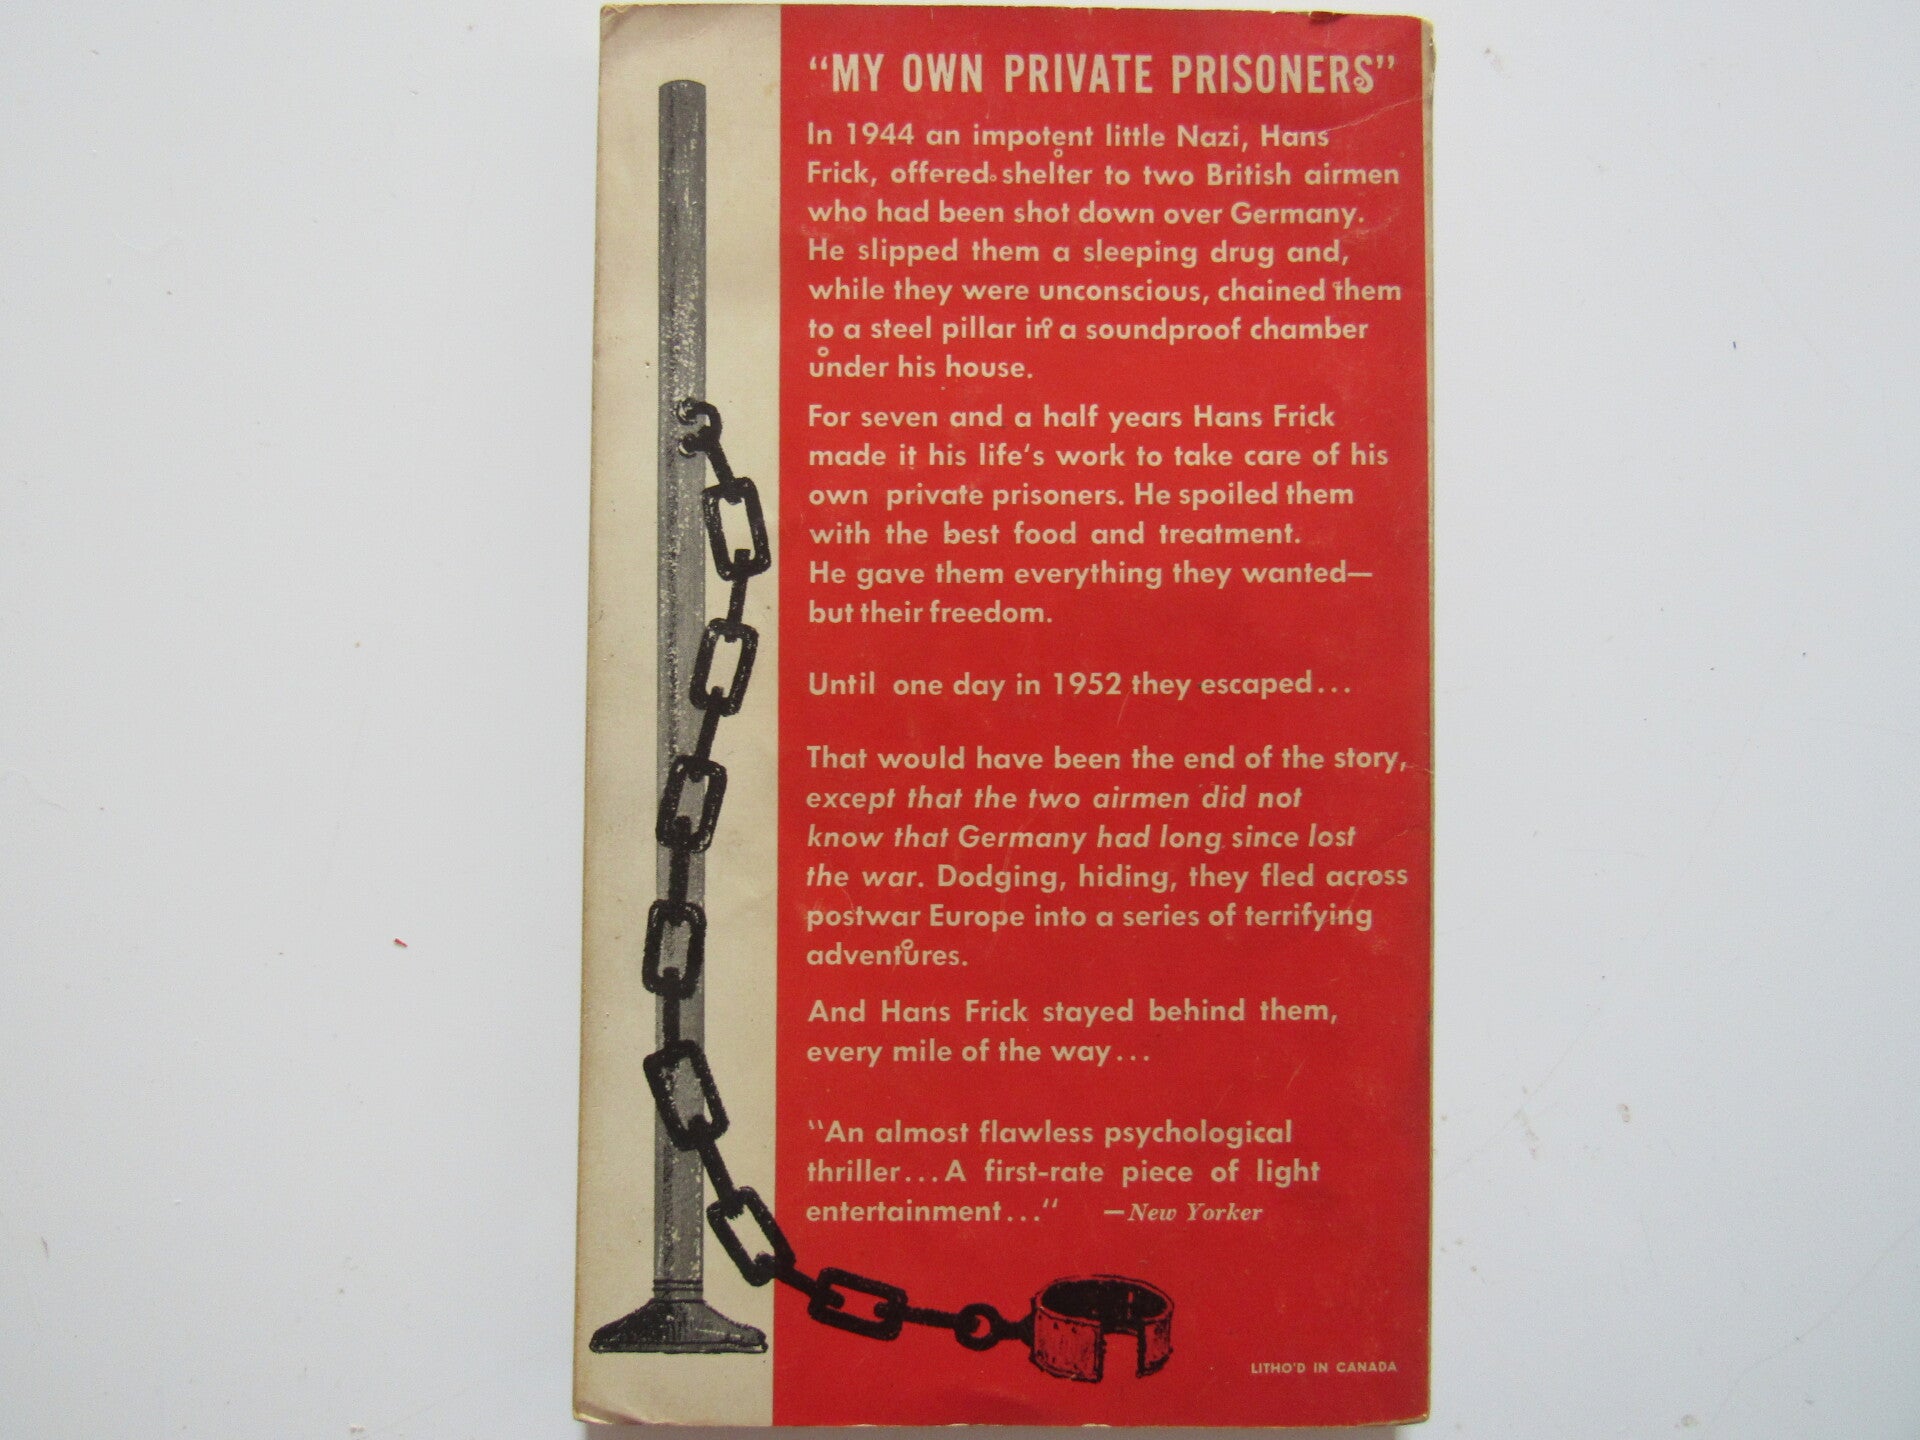 "MY OWN PRIVATE PRISONERS"
In 1944 an impotent little Nazi, Hans
Frick, offered shelter to two British airmen
who had been shot down over Germany.
He slipped them a sleeping drug and,
while they were unconscious, chained them
to a steel pillar in a soundproof chamber
under his house.
For seven and a half years Hans Frick
made it his life's work to take care of his
own private prisoners. He spoiled them
with the best food and treatment.
He gave them everything they wanted—
but their freedom.
Until one day in 1952 they escaped...
That would have been the end of the story,
except that the two airmen did not
know that Germany had long since lost
the war. Dodging, hiding, they fled across
postwar Europe into a series of terrifying
adventures.
And Hans Frick stayed behind them,
every mile of the way...
"An almost flawless psychological
thriller...A first-rate piece of light
entertainment..." —New Yorker
LITHO'D IN CANADA